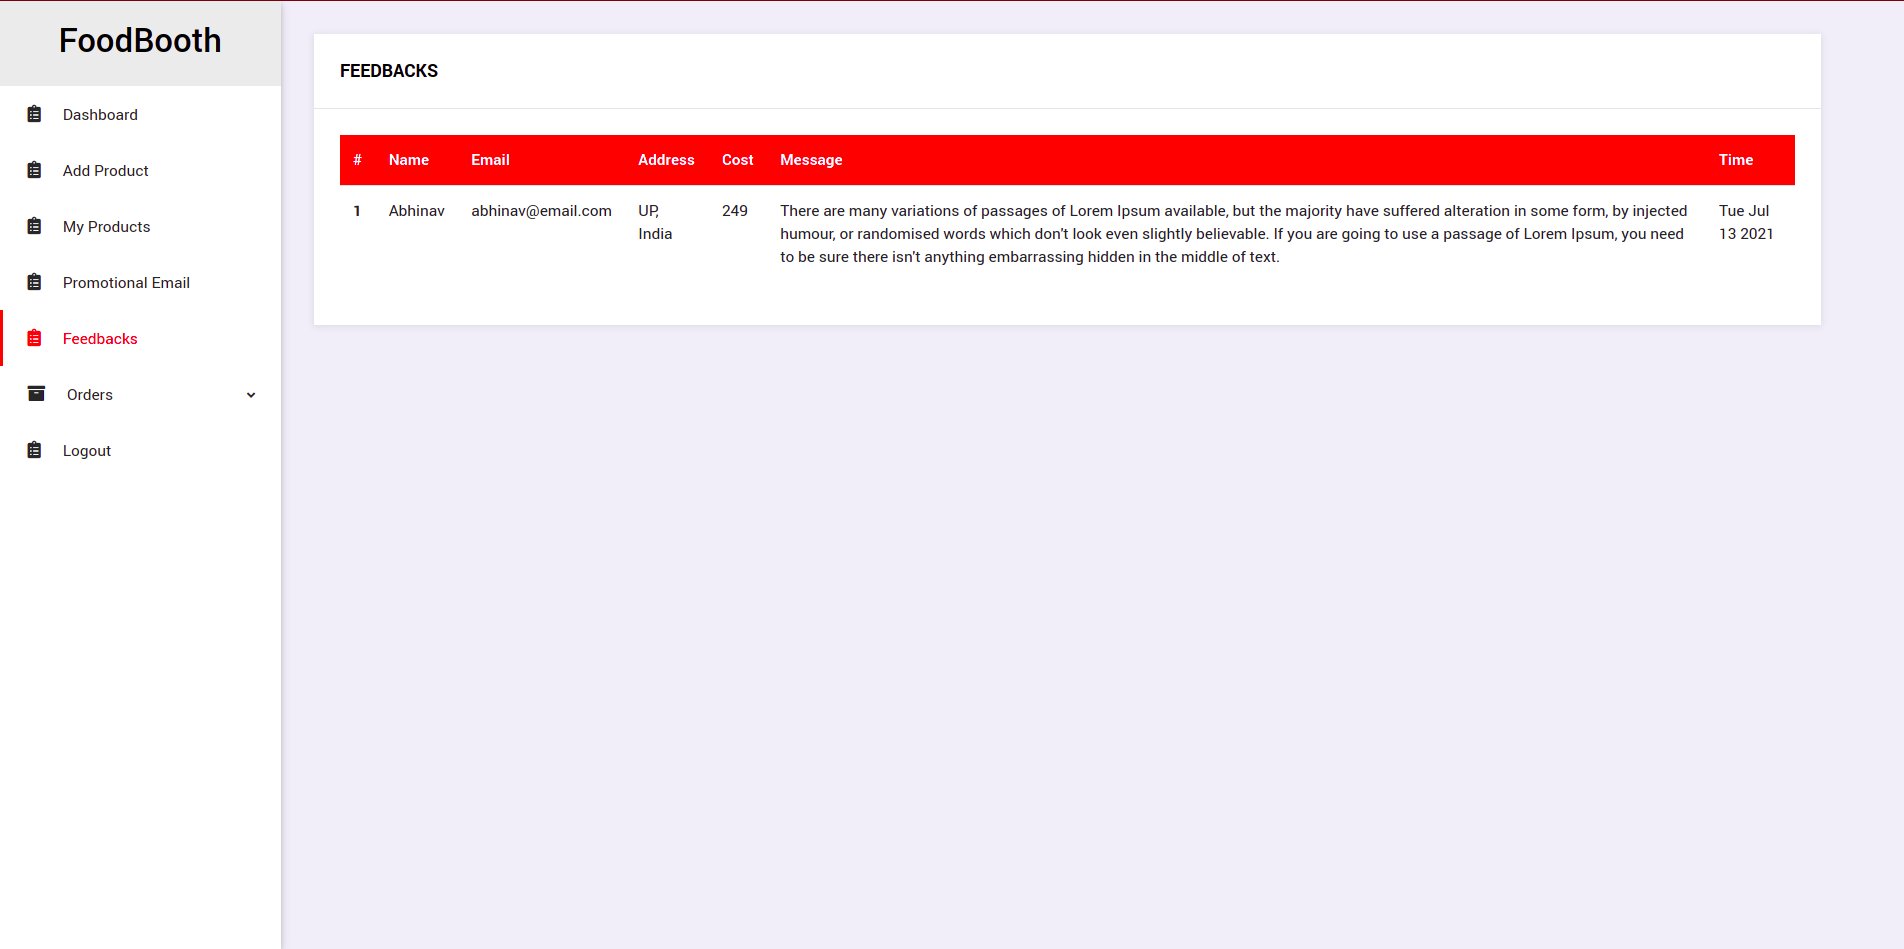 FoodBooth
Dashboard
Add Product
My Products
Promotional Email
Feedbacks
Orders
Logout
FEEDBACKS
# Name Email Address Cost Message Time
1 Abhinav abhinav@email.com UP, 249 There are many variations of passages of Lorem Ipsum available, but the majority have suffered alteration in some form, by injected Tue Jul
India humour, or randomised words which don't look even slightly believable. If you are going to use a passage of Lorem Ipsum, you need 13 2021
to be sure there isn't anything embarrassing hidden in the middle of text.